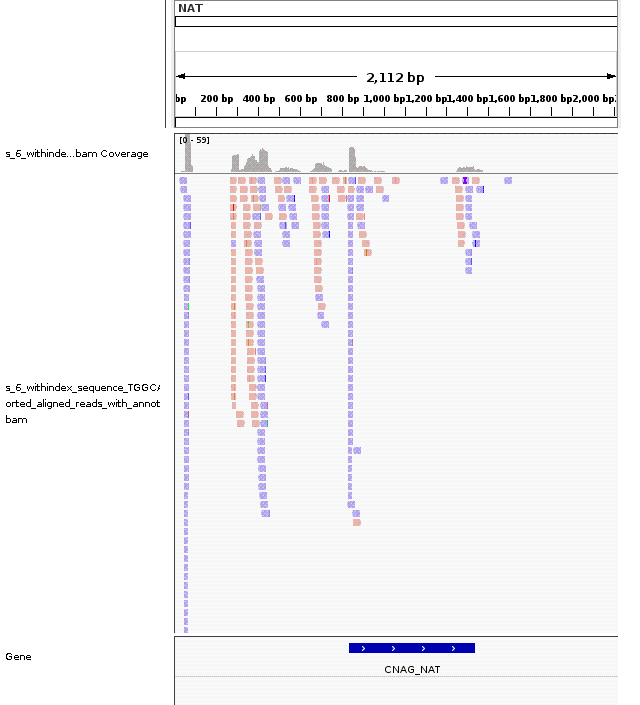 NAT
2,112 bp
bp 200 bp 400 bp 600 bp 800 bp 1,000 bp 1,200 bp 1,400 bp 1,600 bp 1,800 bp 2,000 bp 2
[0 - 59]
s_6_withinde...bam Coverage
s_6_withindex_sequence_TGGCA
orted_aligned_reads_with_annot
bam
Gene
CNAG_NAT